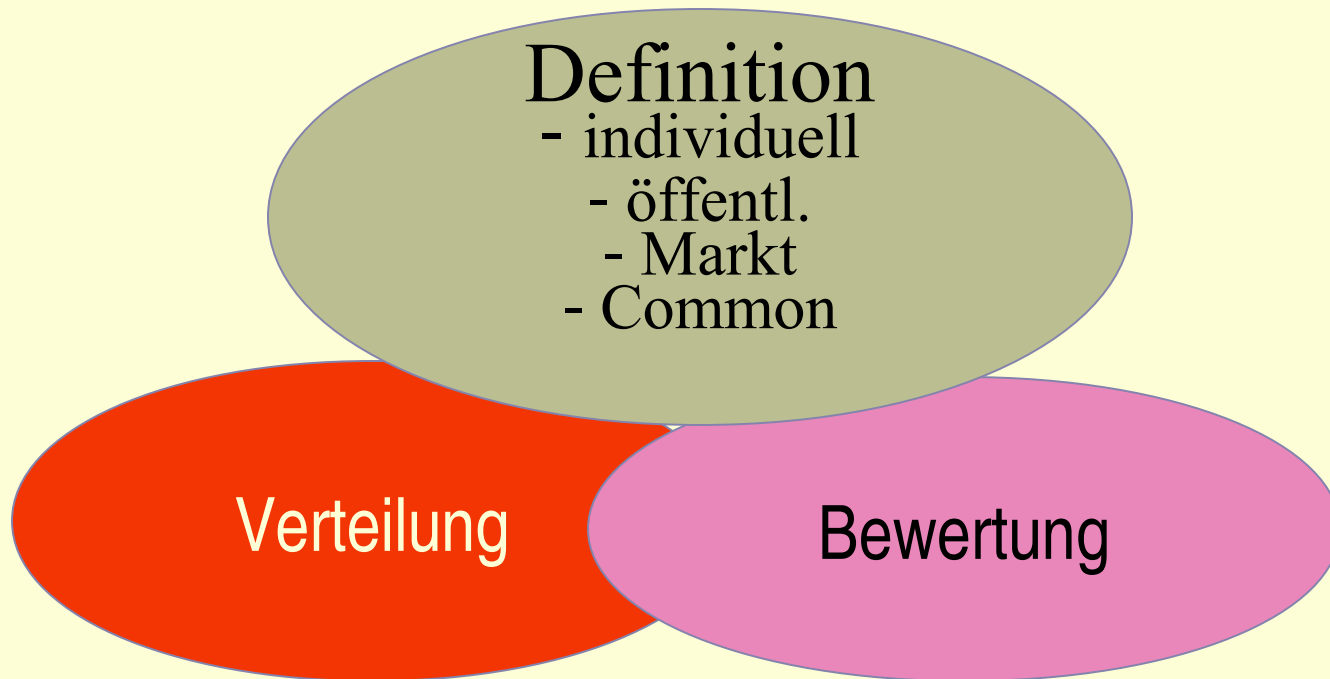 Definition
- individuell
- öffentl.
- Markt
- Common
Verteilung
Bewertung